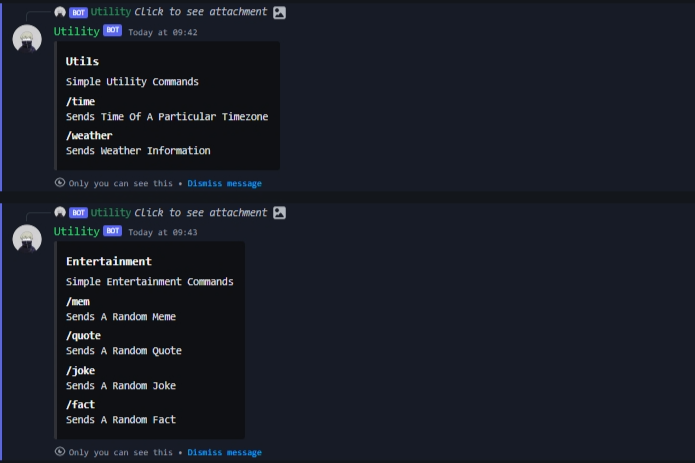 BOT Utility Click to see attachment
Utility BOT Today at 09:42
Utils
Simple Utility Commands
/time
Sends Time Of A Particular Timezone
/weather
Sends Weather Information
Only you can see this • Dismiss message
BOT Utility Click to see attachment
Utility BOT Today at 09:43
Entertainment
Simple Entertainment Commands
/mem
Sends A Random Meme
/quote
Sends A Random Quote
/joke
Sends A Random Joke
/fact
Sends A Random Fact
Only you can see this • Dismiss message